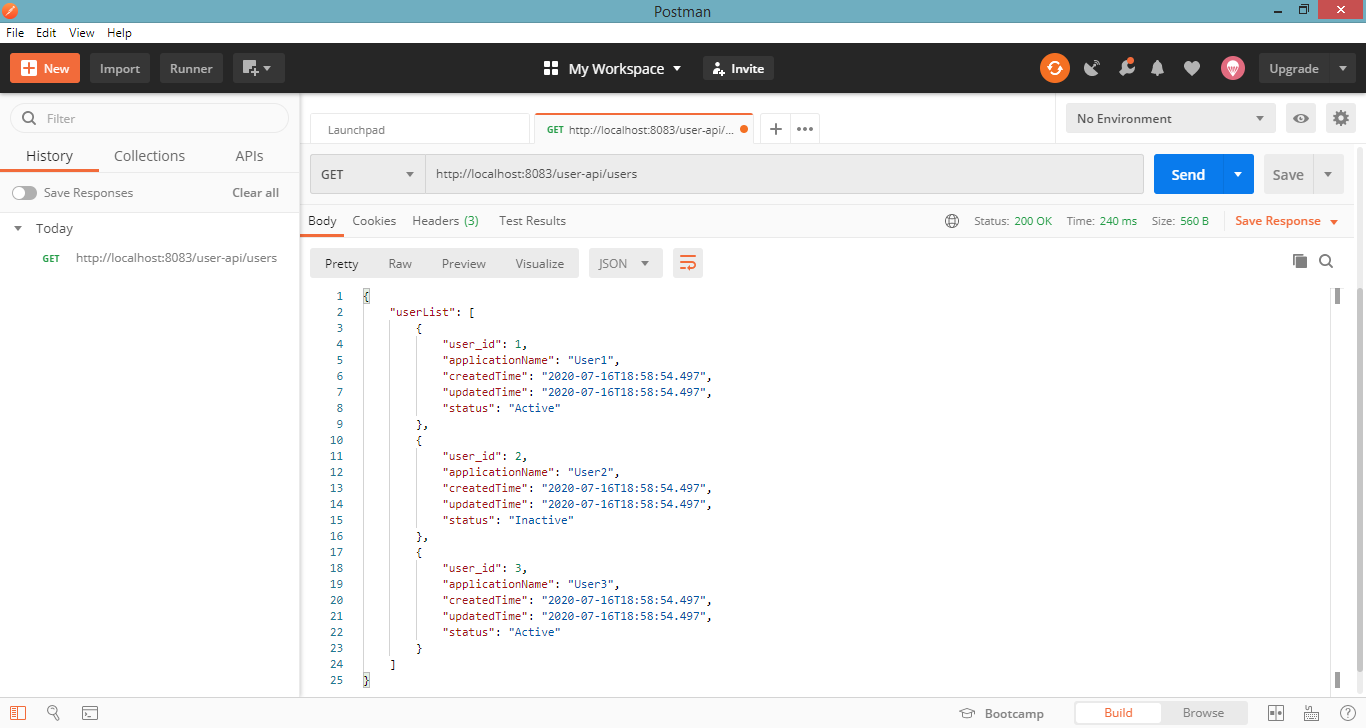 Postman
File Edit View Help
New Import Runner My Workspace Invite Upgrade
Filter
History Collections APIs
Save Responses Clear all
Today
GET http://localhost:8083/user-api/users
Launchpad GET http://localhost:8083/user-api/... No Environment
GET http://localhost:8083/user-api/users Send Save
Body Cookies Headers (3) Test Results Status: 200 OK Time: 240 ms Size: 560 B Save Response
Pretty Raw Preview Visualize JSON
1 {
2 "userList": [
3 {
4 "user_id": 1,
5 "applicationName": "User1",
6 "createdTime": "2020-07-16T18:58:54.497",
7 "updatedTime": "2020-07-16T18:58:54.497",
8 "status": "Active"
9 },
10 {
11 "user_id": 2,
12 "applicationName": "User2",
13 "createdTime": "2020-07-16T18:58:54.497",
14 "updatedTime": "2020-07-16T18:58:54.497",
15 "status": "Inactive"
16 },
17 {
18 "user_id": 3,
19 "applicationName": "User3",
20 "createdTime": "2020-07-16T18:58:54.497",
21 "updatedTime": "2020-07-16T18:58:54.497",
22 "status": "Active"
23 }
24 ]
25 }
Bootcamp Build Browse